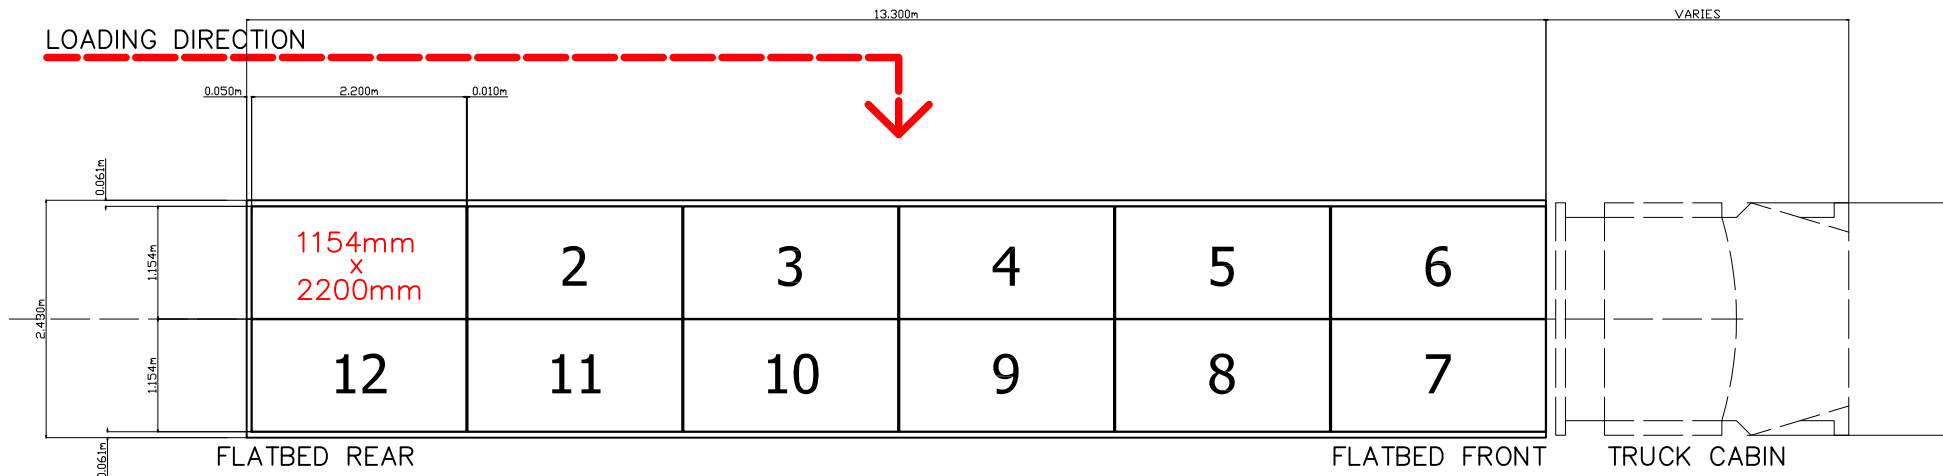 13.300m
VARIES
LOADING DIRECTION
0.050m
2.200m
0.010m
0.061m
1154mm
x
2200mm
2
3
4
5
6
1.154m
2.430m
12
11
10
9
8
7
1.154m
0.061m
FLATBED REAR
FLATBED FRONT
TRUCK CABIN